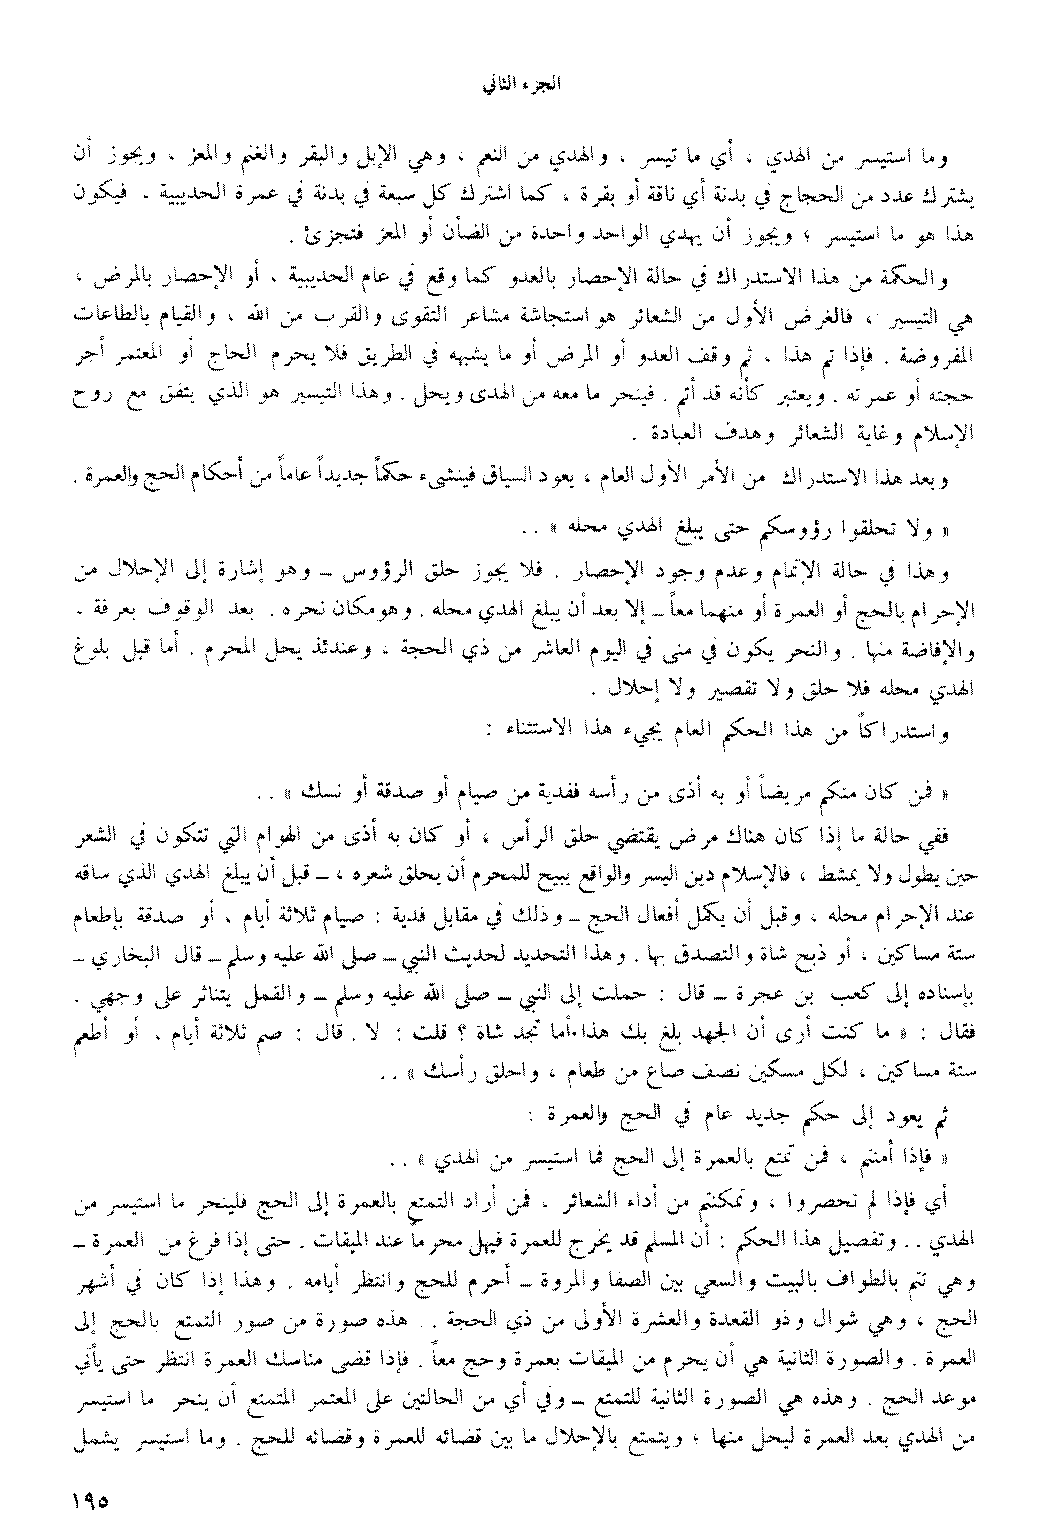 الجزء الثاني
وما استيسر من الهدي ، أي ما تيسر ، والهدي من النعم ، وهي الإبل والبقر والغنم والمعز ، ويجوز أن
يشترك عدد من الحجاج في بدنة أي ناقة أو بقرة ، كما اشترك كل سبعة في بدنة في عمرة الحديبية . فيكون
هذا هو ما استيسر ؛ ويجوز أن يهدي الواحد واحدة من الضأن أو المعز فتجزئ .
والحكمة من هذا الاستدراك في حالة الإحصار بالعدو كما وقع في عام الحديبية ، أو الإحصار بالمرض ،
هي التيسير ، فالغرض الأول من الشعائر هو استجاشة مشاعر التقوى والقرب من الله ، والقيام بالطاعات
المفروضة . فإذا تم هذا ، ثم وقف العدو أو المرض أو ما يشبهه في الطريق فلا يحرم الحاج أو المعتمر أجر
حجته أو عمرته . ويعتبر كأنه قد أتم . فينحر ما معه من الهدى ويحل . وهذا التيسير هو الذي يتفق مع روح
الإسلام وغاية الشعائر وهدف العبادة .
وبعد هذا الاستدراك من الأمر الأول العام ، يعود السياق فينشىء حكماً جديداً عاماً من أحكام الحج والعمرة .
« ولا تحلقوا رؤوسكم حتى يبلغ الهدي محله » . .
وهذا في حالة الإتمام وعدم وجود الإحصار . فلا يجوز حلق الرؤوس – وهو إشارة إلى الإحلال من
الإحرام بالحج أو العمرة أو منهما معاً – إلا بعد أن يبلغ الهدي محله . وهو مكان نحره . بعد الوقوف بعرفة .
والإفاضة منها . والنحر يكون في منى في اليوم العاشر من ذي الحجة ، وعندئذ يحل المحرم . أما قبل بلوغ
الهدي محله فلا حلق ولا تقصير ولا إحلال .
واستدراكاً من هذا الحكم العام يجيء هذا الاستثناء :
« فمن كان منكم مريضاً أو به أذى من رأسه ففدية من صيام أو صدقة أو نسك » . .
ففي حالة ما إذا كان هناك مرض يقتضي حلق الرأس ، أو كان به أذى من الهوام التي تتكون في الشعر
حين يطول ولا يمشط ، فالإسلام دين اليسر والواقع يبيح للمحرم أن يحلق شعره ، – قبل أن يبلغ الهدي الذي ساقه
عند الإحرام محله ، وقبل أن يكمل أفعال الحج – وذلك في مقابل فدية : صيام ثلاثة أيام ، أو صدقة بإطعام
ستة مساكين ، أو ذبح شاة والتصدق بها . وهذا التحديد لحديث النبي – صلى الله عليه وسلم – قال البخاري –
بإسناده إلى كعب بن عجرة – قال : حملت إلى النبي – صلى الله عليه وسلم – والقمل يتناثر على وجهي .
فقال : « ما كنت أرى أن الجهد بلغ بك هذا . أما تجد شاة ؟ قلت : لا . قال : صم ثلاثة أيام ، أو أطعم
ستة مساكين ، لكل مسكين نصف صاع من طعام ، واحلق رأسك » . .
ثم يعود إلى حكم جديد عام في الحج والعمرة :
« فإذا أمنتم ، فمن تمتع بالعمرة إلى الحج فما استيسر من الهدي » . .
أي فإذا لم تحصروا ، وتمكنتم من أداء الشعائر ، فمن أراد التمتع بالعمرة إلى الحج فلينحر ما استيسر من
الهدي . . وتفصيل هذا الحكم : أن المسلم قد يخرج للعمرة فيهل محرماً عند الميقات . حتى إذا فرغ من العمرة –
وهي تتم بالطواف بالبيت والسعي بين الصفا والمروة – أحرم للحج وانتظر أيامه . وهذا إذا كان في أشهر
الحج ، وهي شوال وذو القعدة والعشرة الأولى من ذي الحجة . . هذه صورة من صور التمتع بالحج إلى
العمرة . والصورة الثانية هي أن يحرم من الميقات بعمرة وحج معاً . فإذا قضى مناسك العمرة انتظر حتى يأتي
موعد الحج . وهذه هي الصورة الثانية للتمتع – وفي أي من الحالتين على المعتمر المتمتع أن ينحر ما استيسر
من الهدي بعد العمرة ليحل منها ؛ ويتمتع بالإحلال ما بين قضائه للعمرة وقضائه للحج . وما استيسر يشمل
١٩٥